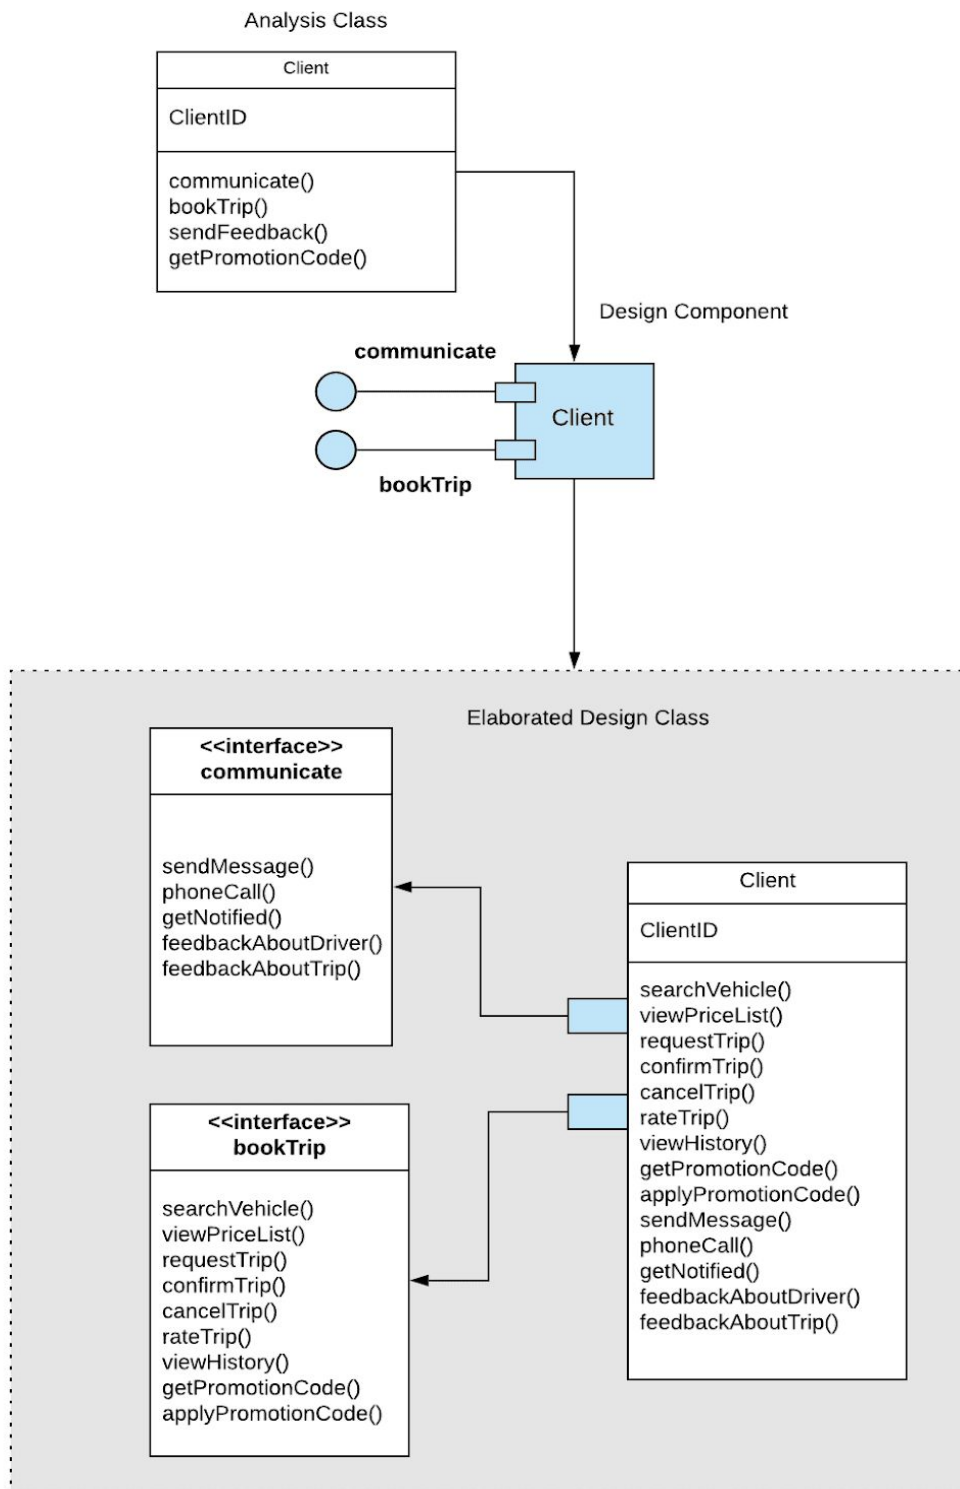 Analysis Class
Client
ClientID
communicate()
bookTrip()
sendFeedback()
getPromotionCode()
Design Component
communicate
Client
bookTrip
Elaborated Design Class
<<interface>>
communicate
sendMessage()
phoneCall()
getNotified()
feedbackAboutDriver()
feedbackAboutTrip()
Client
ClientID
searchVehicle()
viewPriceList()
requestTrip()
confirmTrip()
cancelTrip()
rateTrip()
viewHistory()
getPromotionCode()
applyPromotionCode()
sendMessage()
phoneCall()
getNotified()
feedbackAboutDriver()
feedbackAboutTrip()
<<interface>>
bookTrip
searchVehicle()
viewPriceList()
requestTrip()
confirmTrip()
cancelTrip()
rateTrip()
viewHistory()
getPromotionCode()
applyPromotionCode()